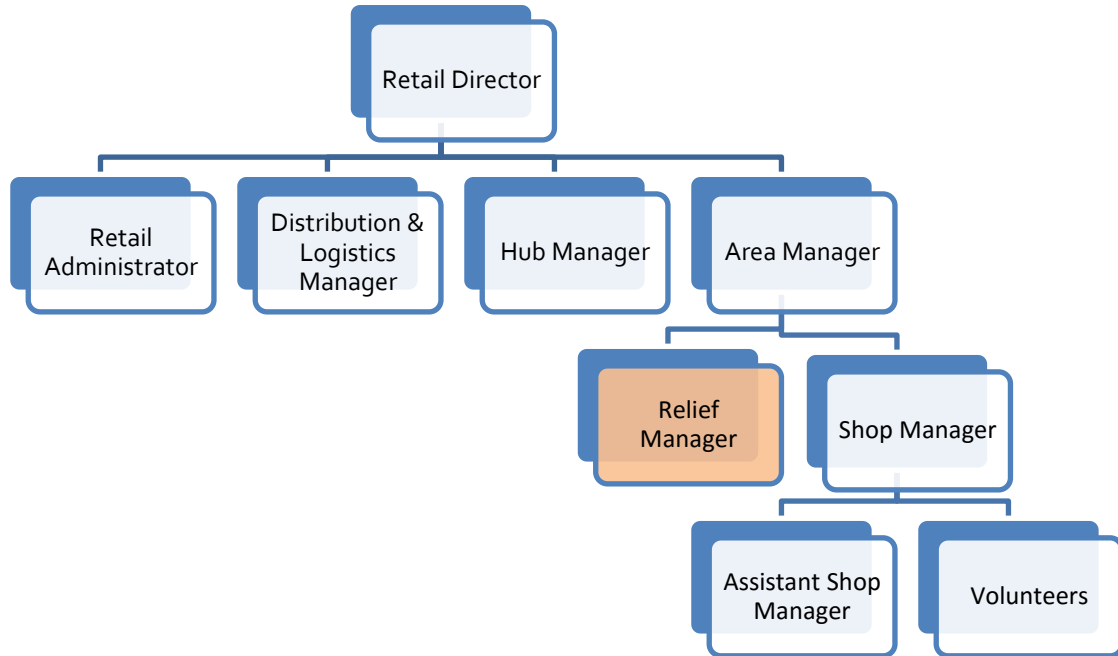 Retail Director
Retail
Administrator
Distribution &
Logistics
Manager
Hub Manager
Area Manager
Relief
Manager
Shop Manager
Assistant Shop
Manager
Volunteers